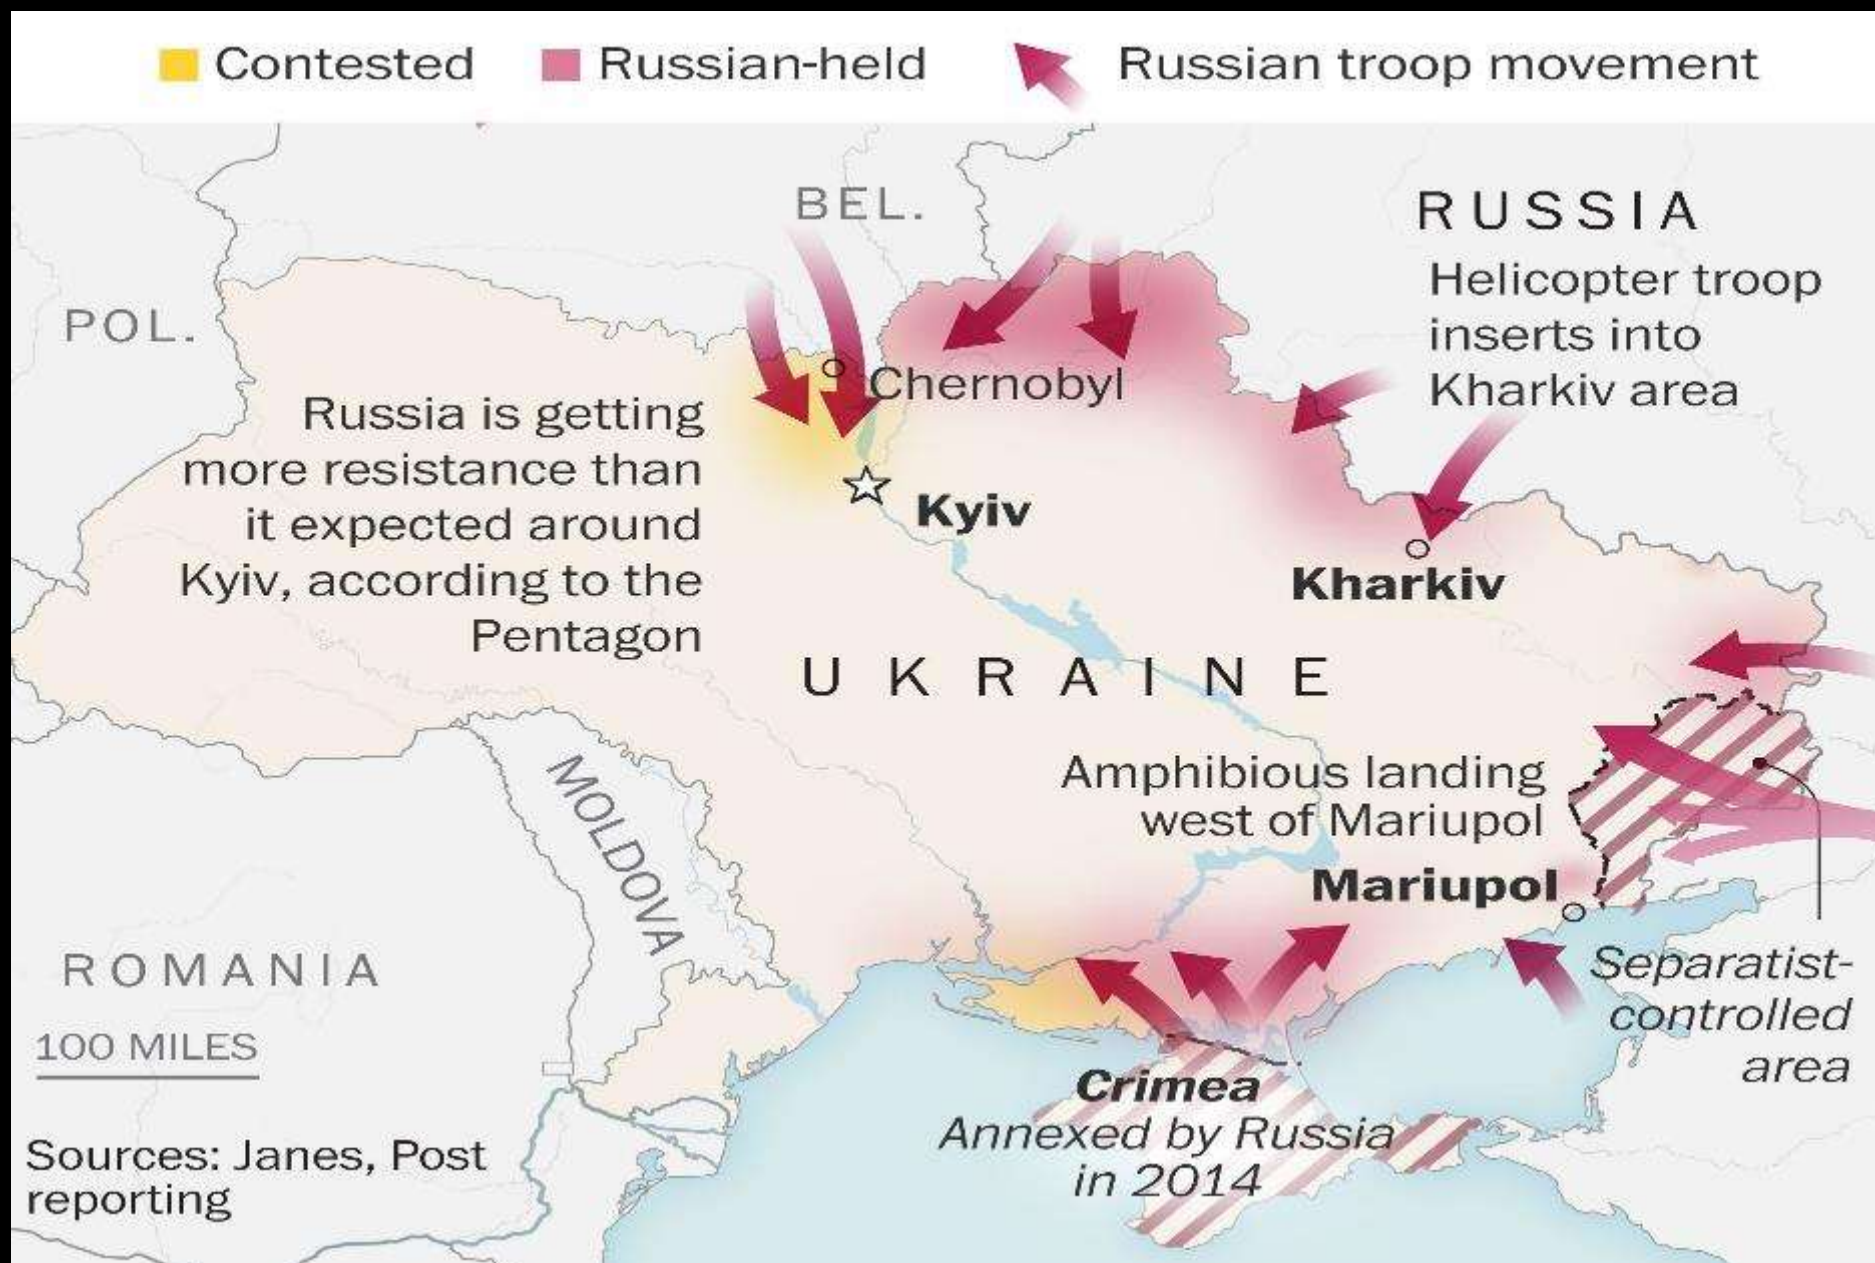 Contested
Russian-held
Russian troop movement
BEL.
RUSSIA
Helicopter troop
inserts into
Kharkiv area
POL.
Chernobyl
Russia is getting
more resistance than
it expected around
Kyiv, according to the
Pentagon
Kyiv
Kharkiv
UKRAINE
MOLDOVA
Amphibious landing
west of Mariupol
Mariupol
ROMANIA
Separatist-
controlled
area
100 MILES
Crimea
Annexed by Russia
in 2014
Sources: Janes, Post
reporting